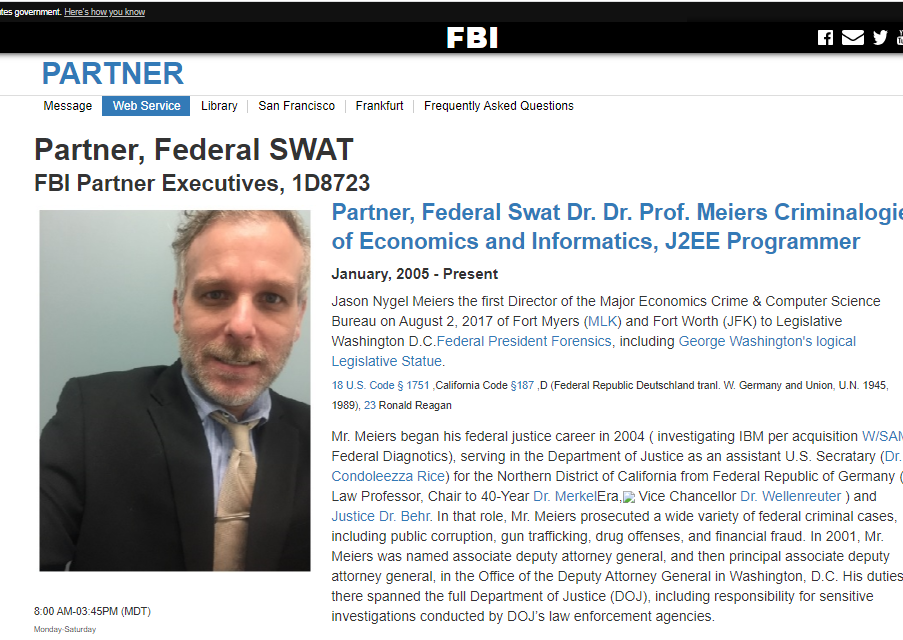 tes government. Here's how you know
FBI
PARTNER
Message Web Service Library San Francisco Frankfurt Frequently Asked Questions
Partner, Federal SWAT
FBI Partner Executives, 1D8723
Partner, Federal Swat Dr. Dr. Prof. Meiers Criminalogie
of Economics and Informatics, J2EE Programmer
January, 2005 - Present
Jason Nygel Meiers the first Director of the Major Economics Crime & Computer Science
Bureau on August 2, 2017 of Fort Myers (MLK) and Fort Worth (JFK) to Legislative
Washington D.C.Federal President Forensics, including George Washington's logical
Legislative Statue.
18 U.S. Code § 1751 ,California Code §187 ,D (Federal Republic Deutschland tranl. W. Germany and Union, U.N. 1945,
1989), 23 Ronald Reagan
Mr. Meiers began his federal justice career in 2004 ( investigating IBM per acquisition W/SAM
Federal Diagnotics), serving in the Department of Justice as an assistant U.S. Secratary (Dr.
Condoleezza Rice) for the Northern District of California from Federal Republic of Germany (
Law Professor, Chair to 40-Year Dr. MerkelEra, Vice Chancellor Dr. Wellenreuter ) and
Justice Dr. Behr. In that role, Mr. Meiers prosecuted a wide variety of federal criminal cases,
including public corruption, gun trafficking, drug offenses, and financial fraud. In 2001, Mr.
Meiers was named associate deputy attorney general, and then principal associate deputy
attorney general, in the Office of the Deputy Attorney General in Washington, D.C. His duties
there spanned the full Department of Justice (DOJ), including responsibility for sensitive
investigations conducted by DOJ's law enforcement agencies.
8:00 AM-03:45PM (MDT)
Monday-Saturday